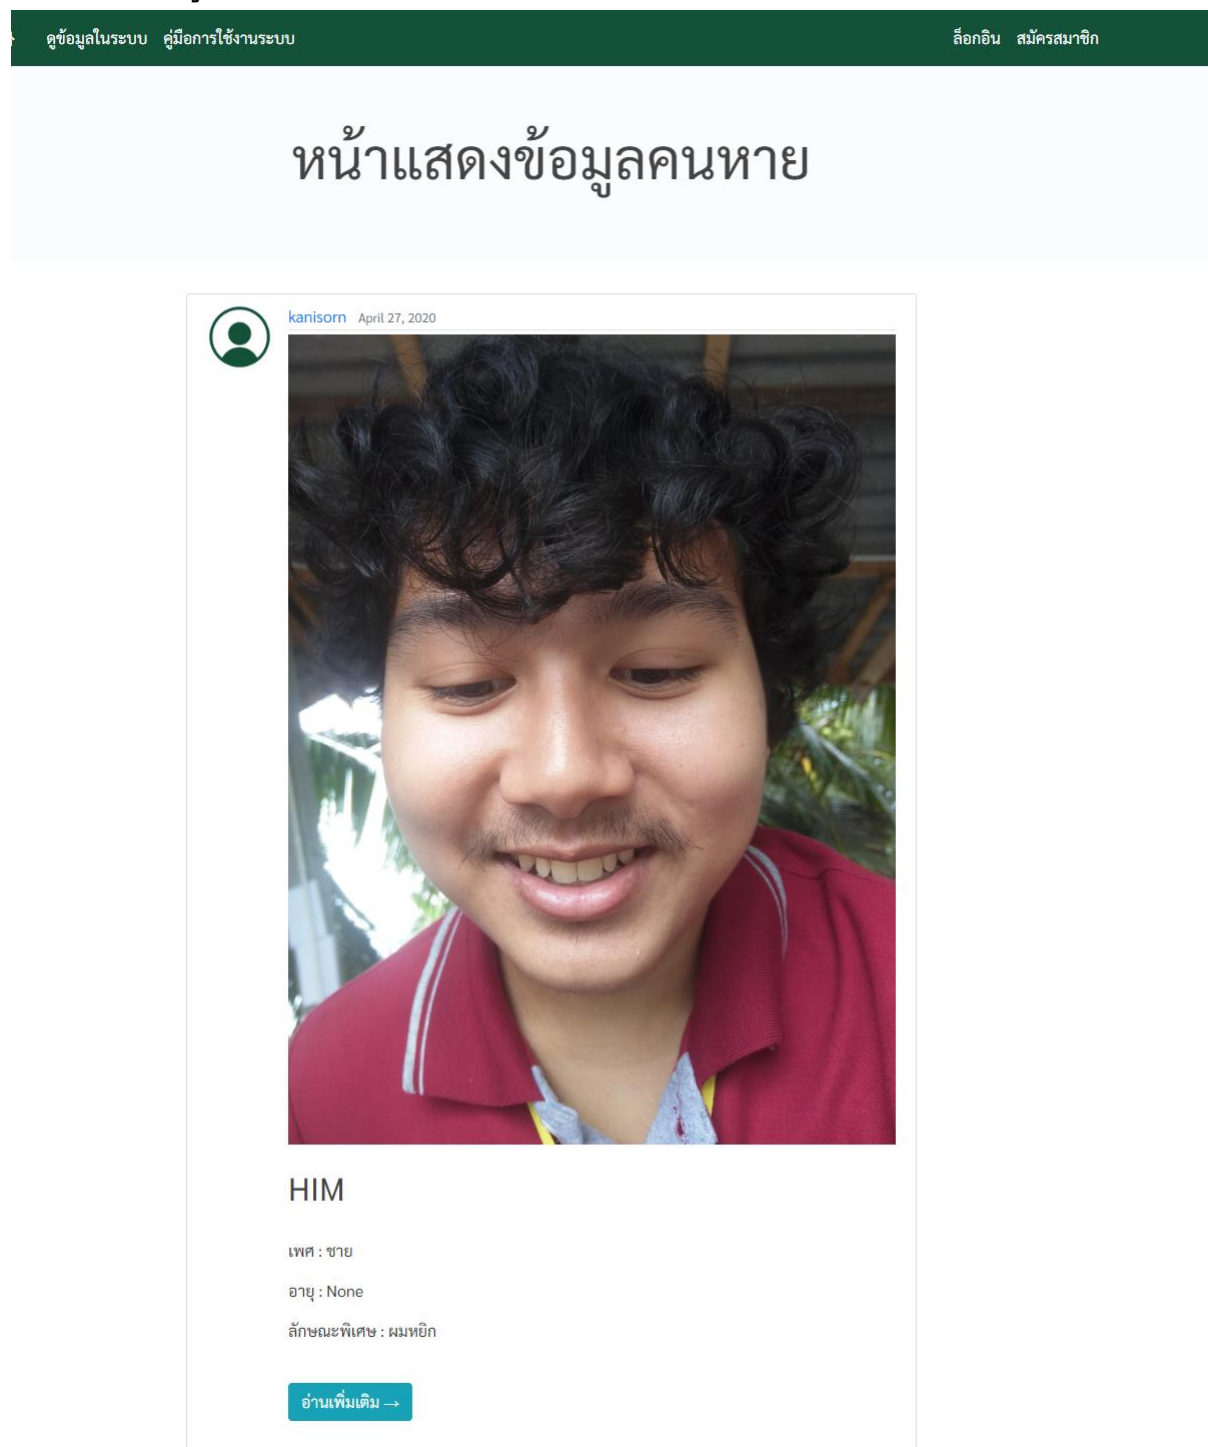 ดูข้อมูลในระบบ คู่มือการใช้งานระบบ ล็อกอิน สมัครสมาชิก
หน้าแสดงข้อมูลคนหาย
kanisorn April 27, 2020
HIM
เพศ : ชาย
อายุ : None
ลักษณะพิเศษ : ผมหยิก
อ่านเพิ่มเติม →